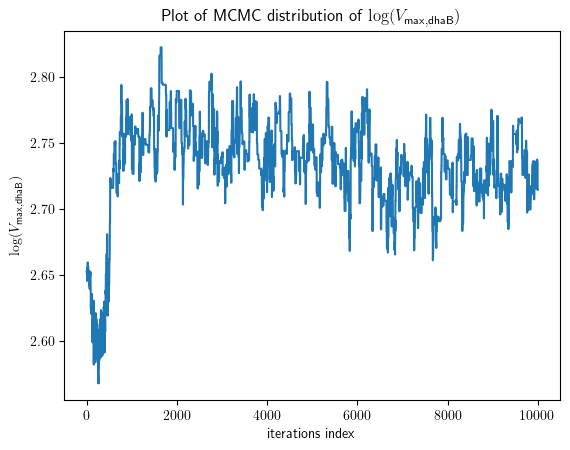 Plot of MCMC distribution of log(V_max,dhaB)
log(V_max,dhaB)
2.80
2.75
2.70
2.65
2.60
0 2000 4000 6000 8000 10000
iterations index